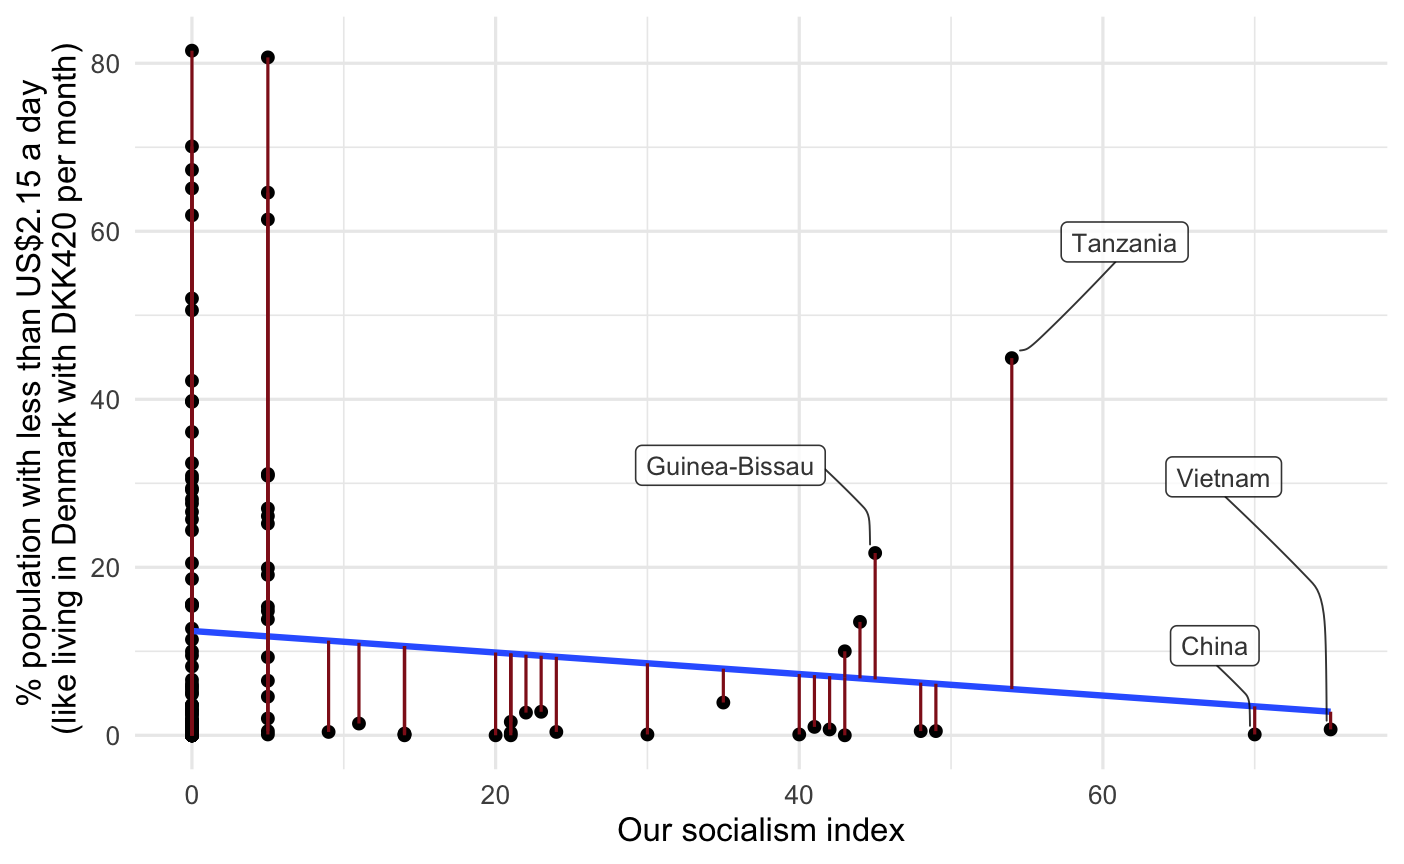 % population with less than US$2.15 a day
(like living in Denmark with DKK420 per month)
80
60
40
20
0
Tanzania
Guinea-Bissau
Vietnam
China
0
20
40
60
Our socialism index